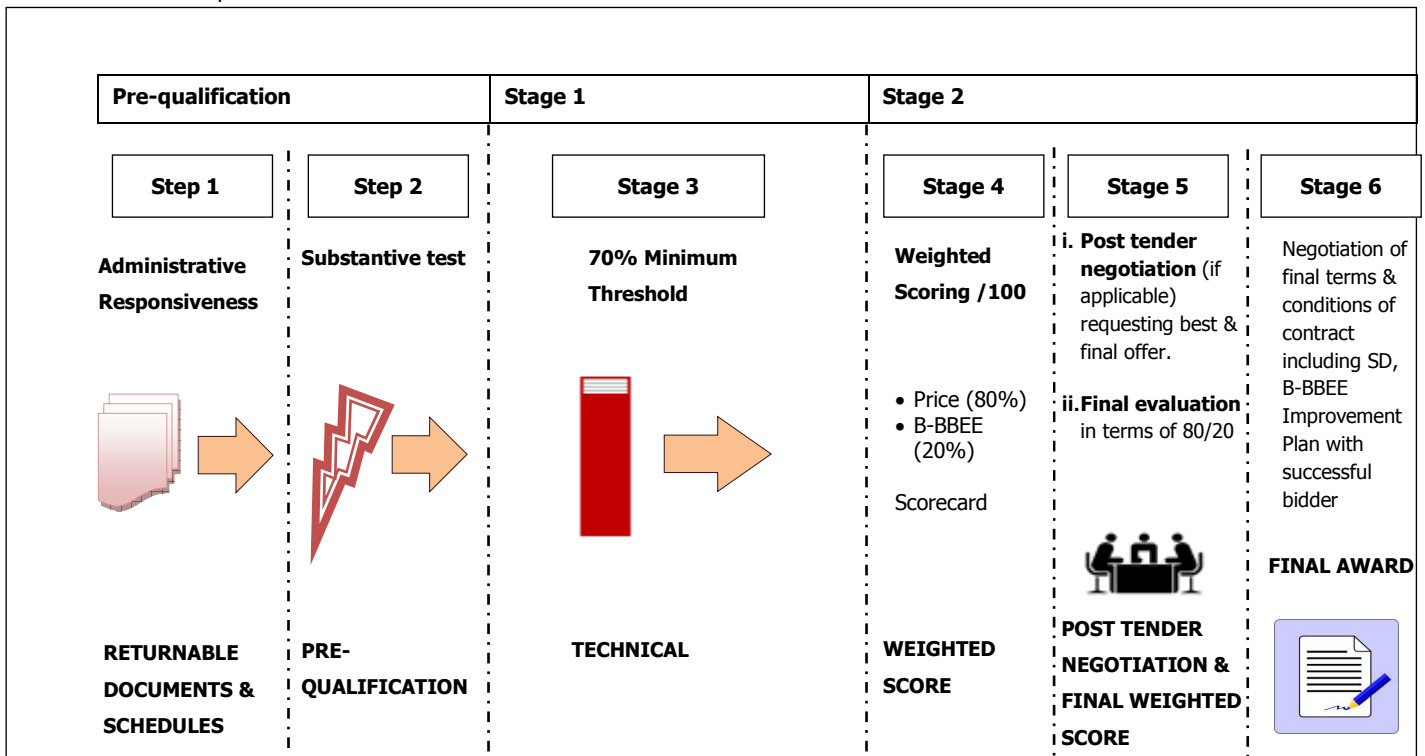 Pre-qualification
Stage 1
Stage 2
Step 1
Step 2
Stage 3
Stage 4
Stage 5
Stage 6
Administrative
Responsiveness
RETURNABLE
DOCUMENTS &
SCHEDULES
Substantive test
PRE-
QUALIFICATION
70% Minimum
Threshold
TECHNICAL
Weighted
Scoring /100
• Price (80%)
• B-BBEE
(20%)
Scorecard
WEIGHTED
SCORE
i. Post tender
negotiation (if
applicable)
requesting best &
final offer.
ii.Final evaluation
in terms of 80/20
POST TENDER
NEGOTIATION &
FINAL WEIGHTED
SCORE
Negotiation of
final terms &
conditions of
contract
including SD,
B-BBEE
Improvement
Plan with
successful
bidder
FINAL AWARD